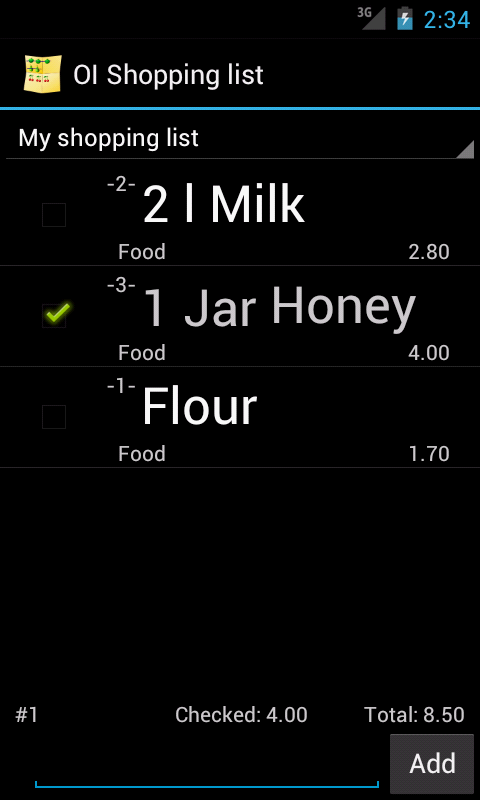 3G 2:34
OI Shopping list
My shopping list
-2- 2 l Milk
Food 2.80
-3- 1 Jar Honey
Food 4.00
-1- Flour
Food 1.70
#1 Checked: 4.00 Total: 8.50
Add